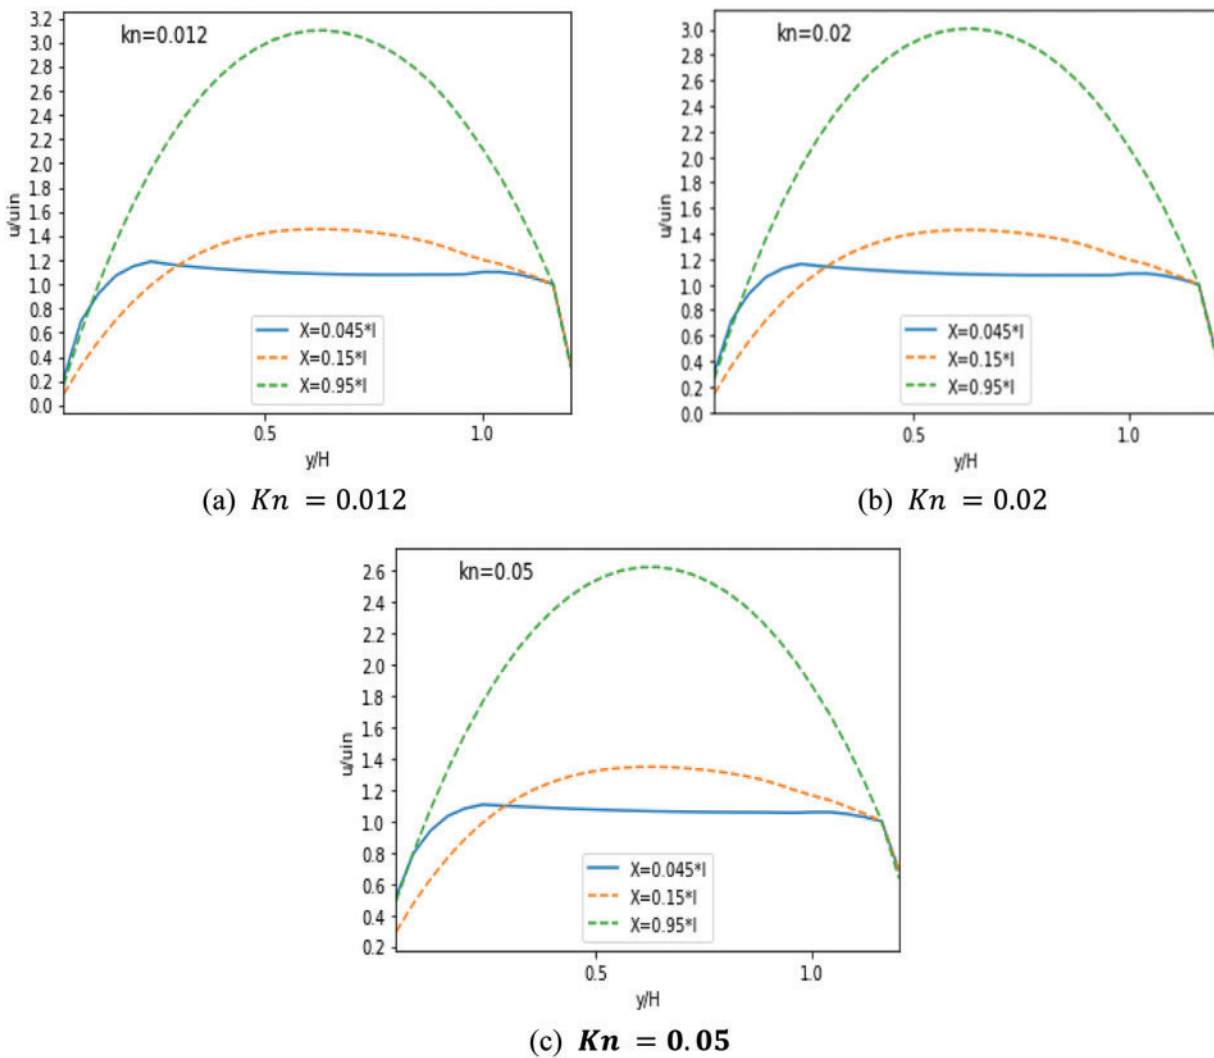 kn=0.012
3.2
3.0
2.8
2.6
2.4
2.2
2.0
1.8
1.6
1.4
1.2
1.0
0.8
0.6
0.4
0.2
0.0
u/uin
X=0.045*l
X=0.15*l
X=0.95*l
0.5 1.0
y/H
(a) Kn = 0.012
kn=0.02
3.0
2.8
2.6
2.4
2.2
2.0
1.8
1.6
1.4
1.2
1.0
0.8
0.6
0.4
0.2
0.0
u/uin
X=0.045*l
X=0.15*l
X=0.95*l
0.5 1.0
y/H
(b) Kn = 0.02
kn=0.05
2.6
2.4
2.2
2.0
1.8
1.6
1.4
1.2
1.0
0.8
0.6
0.4
0.2
u/uin
X=0.045*l
X=0.15*l
X=0.95*l
0.5 1.0
y/H
(c) Kn = 0.05